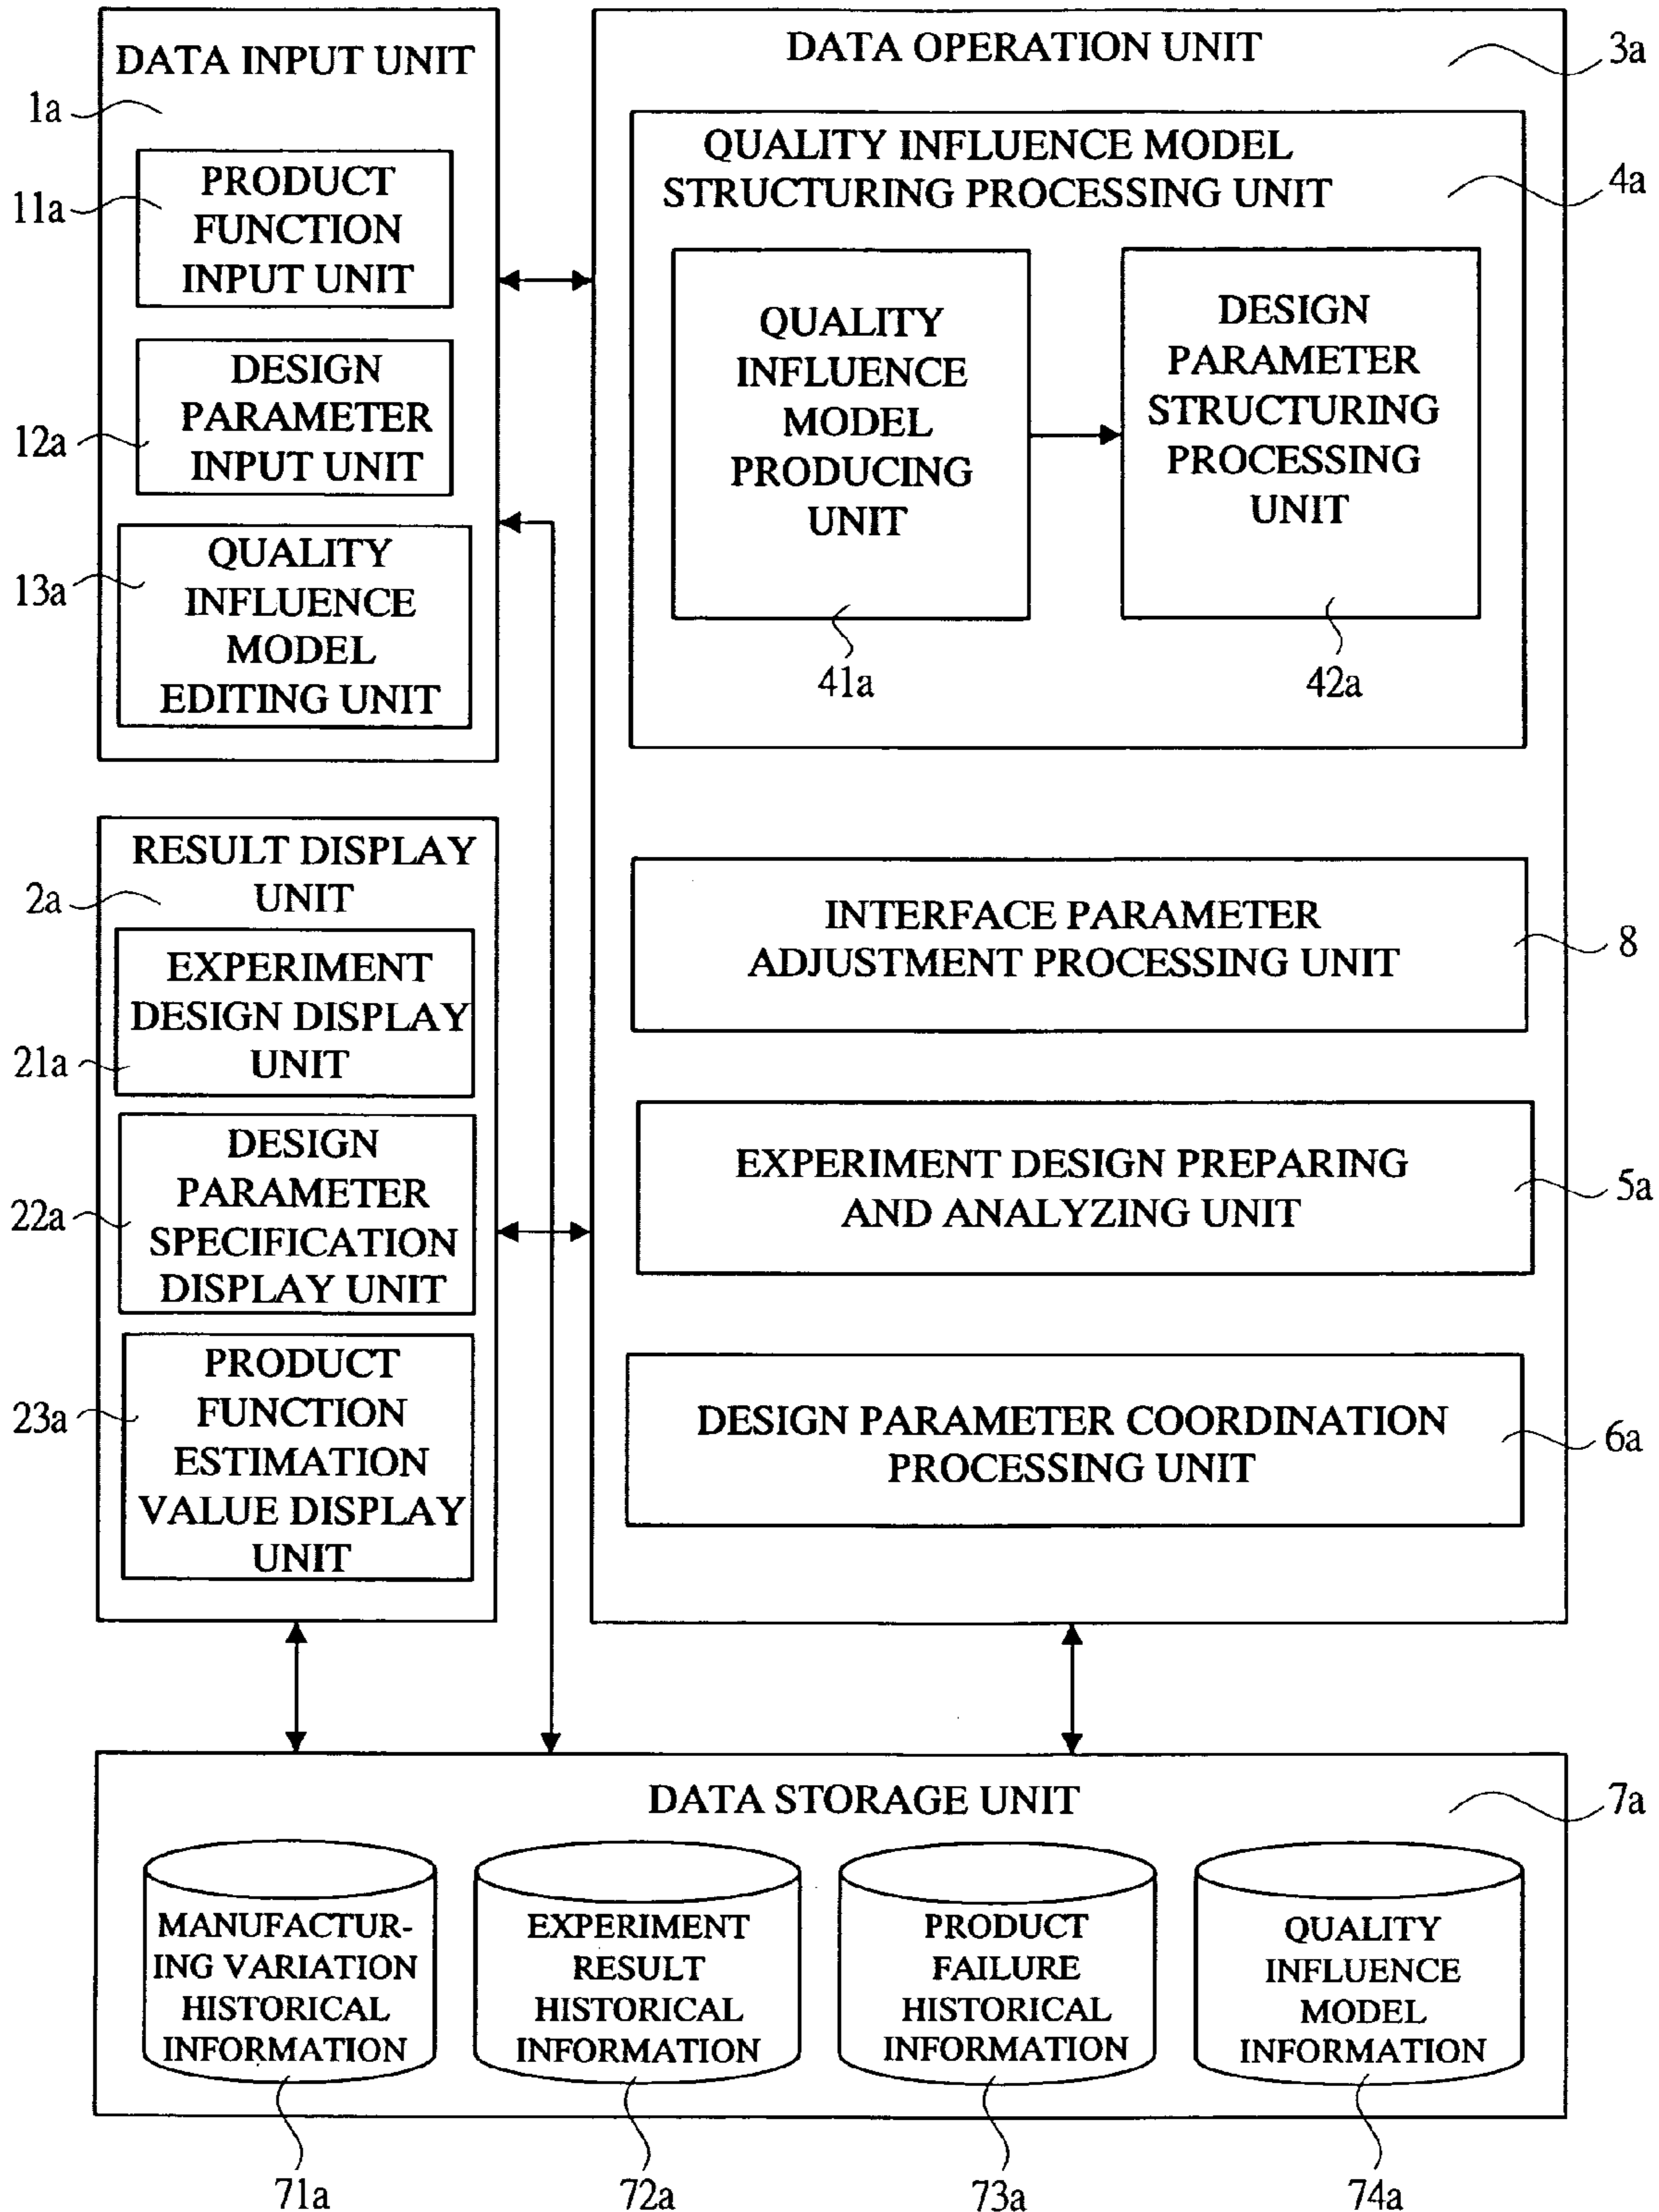 DATA INPUT UNIT
1a
PRODUCT
FUNCTION
INPUT UNIT
11a
DESIGN
PARAMETER
INPUT UNIT
12a
QUALITY
INFLUENCE
MODEL
EDITING UNIT
13a
DATA OPERATION UNIT
3a
QUALITY INFLUENCE MODEL
STRUCTURING PROCESSING UNIT
4a
QUALITY
INFLUENCE
MODEL
PRODUCING
UNIT
41a
DESIGN
PARAMETER
STRUCTURING
PROCESSING
UNIT
42a
RESULT DISPLAY
UNIT
2a
EXPERIMENT
DESIGN DISPLAY
UNIT
21a
DESIGN
PARAMETER
SPECIFICATION
DISPLAY UNIT
22a
PRODUCT
FUNCTION
ESTIMATION
VALUE DISPLAY
UNIT
23a
INTERFACE PARAMETER
ADJUSTMENT PROCESSING UNIT
8
EXPERIMENT DESIGN PREPARING
AND ANALYZING UNIT
5a
DESIGN PARAMETER COORDINATION
PROCESSING UNIT
6a
DATA STORAGE UNIT
7a
MANUFACTUR-
ING VARIATION
HISTORICAL
INFORMATION
71a
EXPERIMENT
RESULT
HISTORICAL
INFORMATION
72a
PRODUCT
FAILURE
HISTORICAL
INFORMATION
73a
QUALITY
INFLUENCE
MODEL
INFORMATION
74a